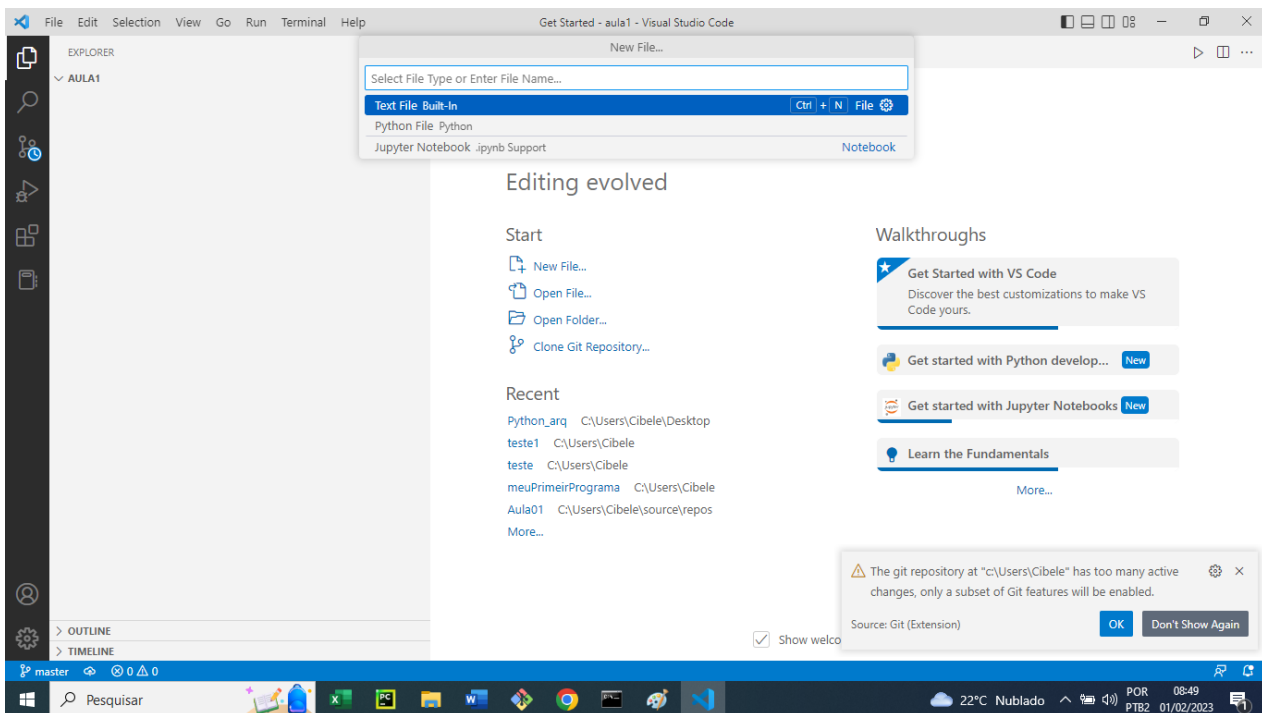 File Edit Selection View Go Run Terminal Help
Get Started - aula1 - Visual Studio Code
EXPLORER
AULA1
New File...
Select File Type or Enter File Name...
Text File Built-In Ctrl + N File
Python File Python
Jupyter Notebook .ipynb Support Notebook
Editing evolved
Start
New File...
Open File...
Open Folder...
Clone Git Repository...
Recent
Python_arq C:\Users\Cibele\Desktop
teste1 C:\Users\Cibele
teste C:\Users\Cibele
meuPrimeirPrograma C:\Users\Cibele
Aula01 C:\Users\Cibele\source\repos
More...
Walkthroughs
Get Started with VS Code
Discover the best customizations to make VS
Code yours.
Get started with Python develop... New
Get started with Jupyter Notebooks New
Learn the Fundamentals
More...
The git repository at "c:\Users\Cibele" has too many active
changes, only a subset of Git features will be enabled.
Source: Git (Extension) OK Don't Show Again
Show welco
OUTLINE
TIMELINE
master 0 0
Pesquisar
22°C Nublado
POR
PTB2
08:49
01/02/2023